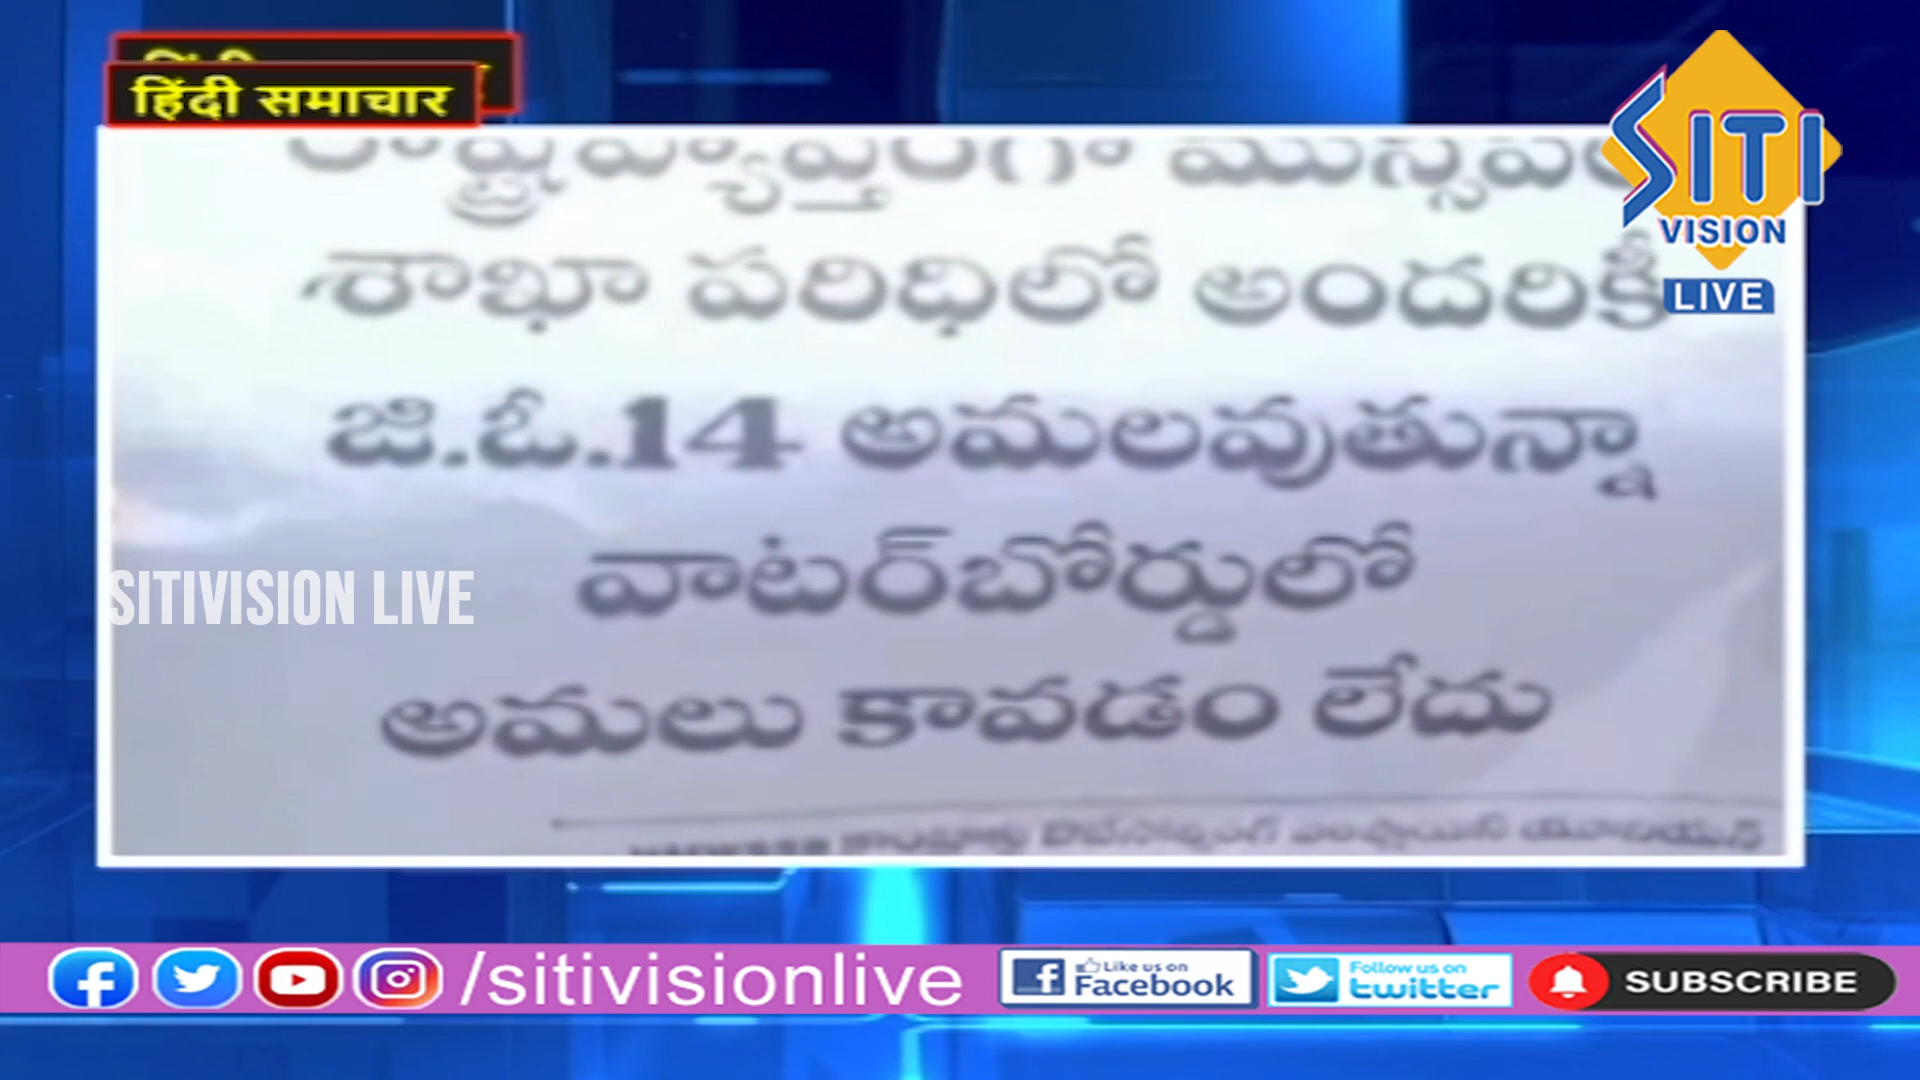 हिंदी समाचार
SITI
VISION
LIVE
రాష్ట్రవ్యాప్తంగా
శాఖా పరిధిలో అందరికీ
జి.ఓ.14 అమలవుతున్నా
వాటర్‌బోర్డులో
అమలు కావడం లేదు
SITIVISION LIVE
/sitivisionlive
Like us on
Facebook
Follow us on
twitter
SUBSCRIBE